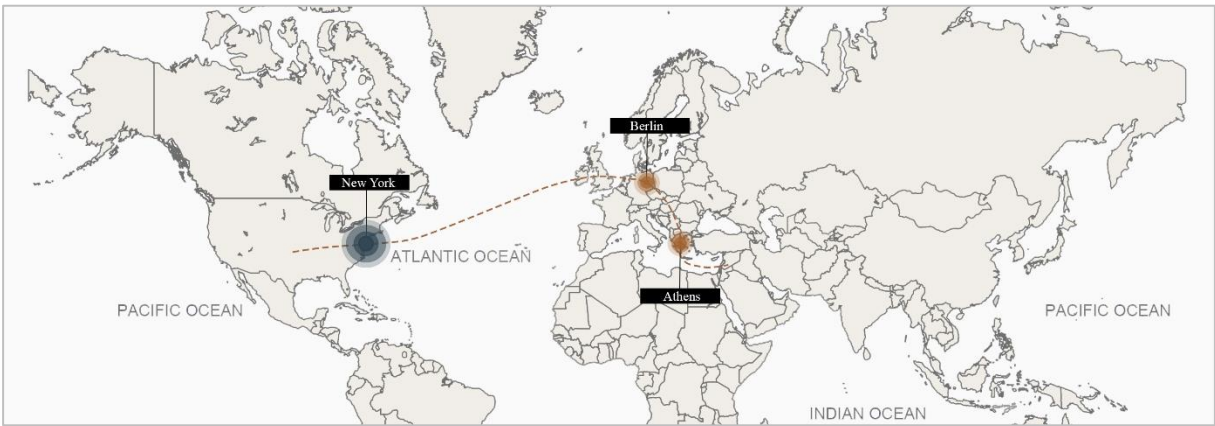 Berlin
New York
ATLANTIC OCEAN
Athens
PACIFIC OCEAN
PACIFIC OCEAN
INDIAN OCEAN